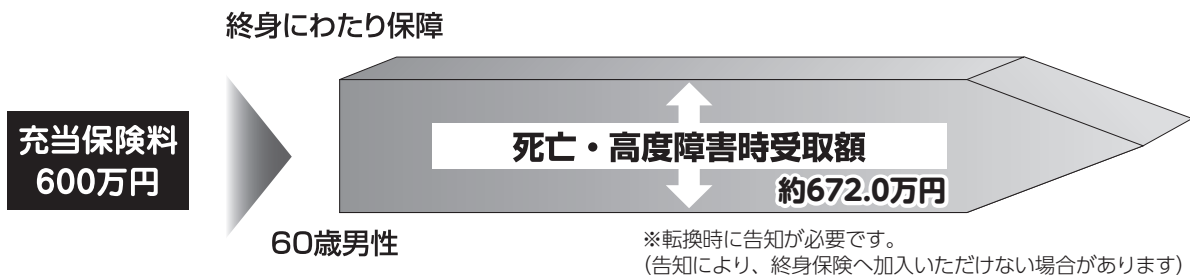 終身にわたり保障
充当保険料
600万円
死亡・高度障害時受取額
約672.0万円
60歳男性
※転換時に告知が必要です。
(告知により、終身保険へ加入いただけない場合があります)